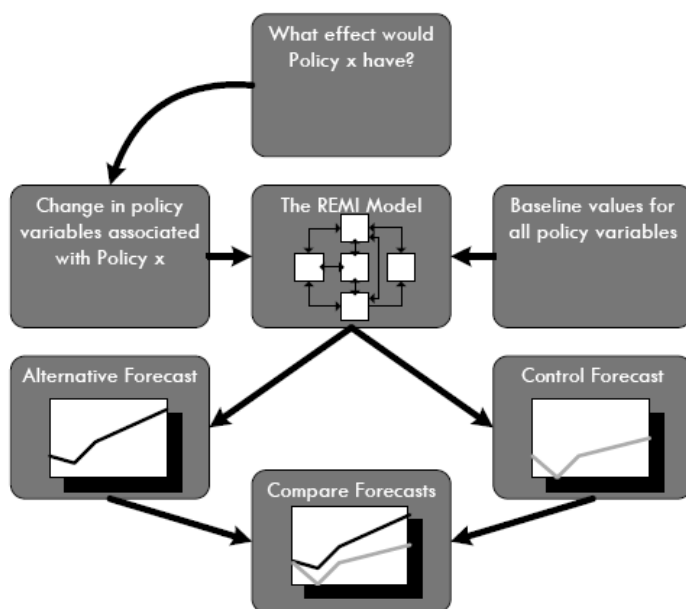 What effect would
Policy x have?
Change in policy
variables associated
with Policy x
The REMI Model
Baseline values for
all policy variables
Alternative Forecast
Control Forecast
Compare Forecasts